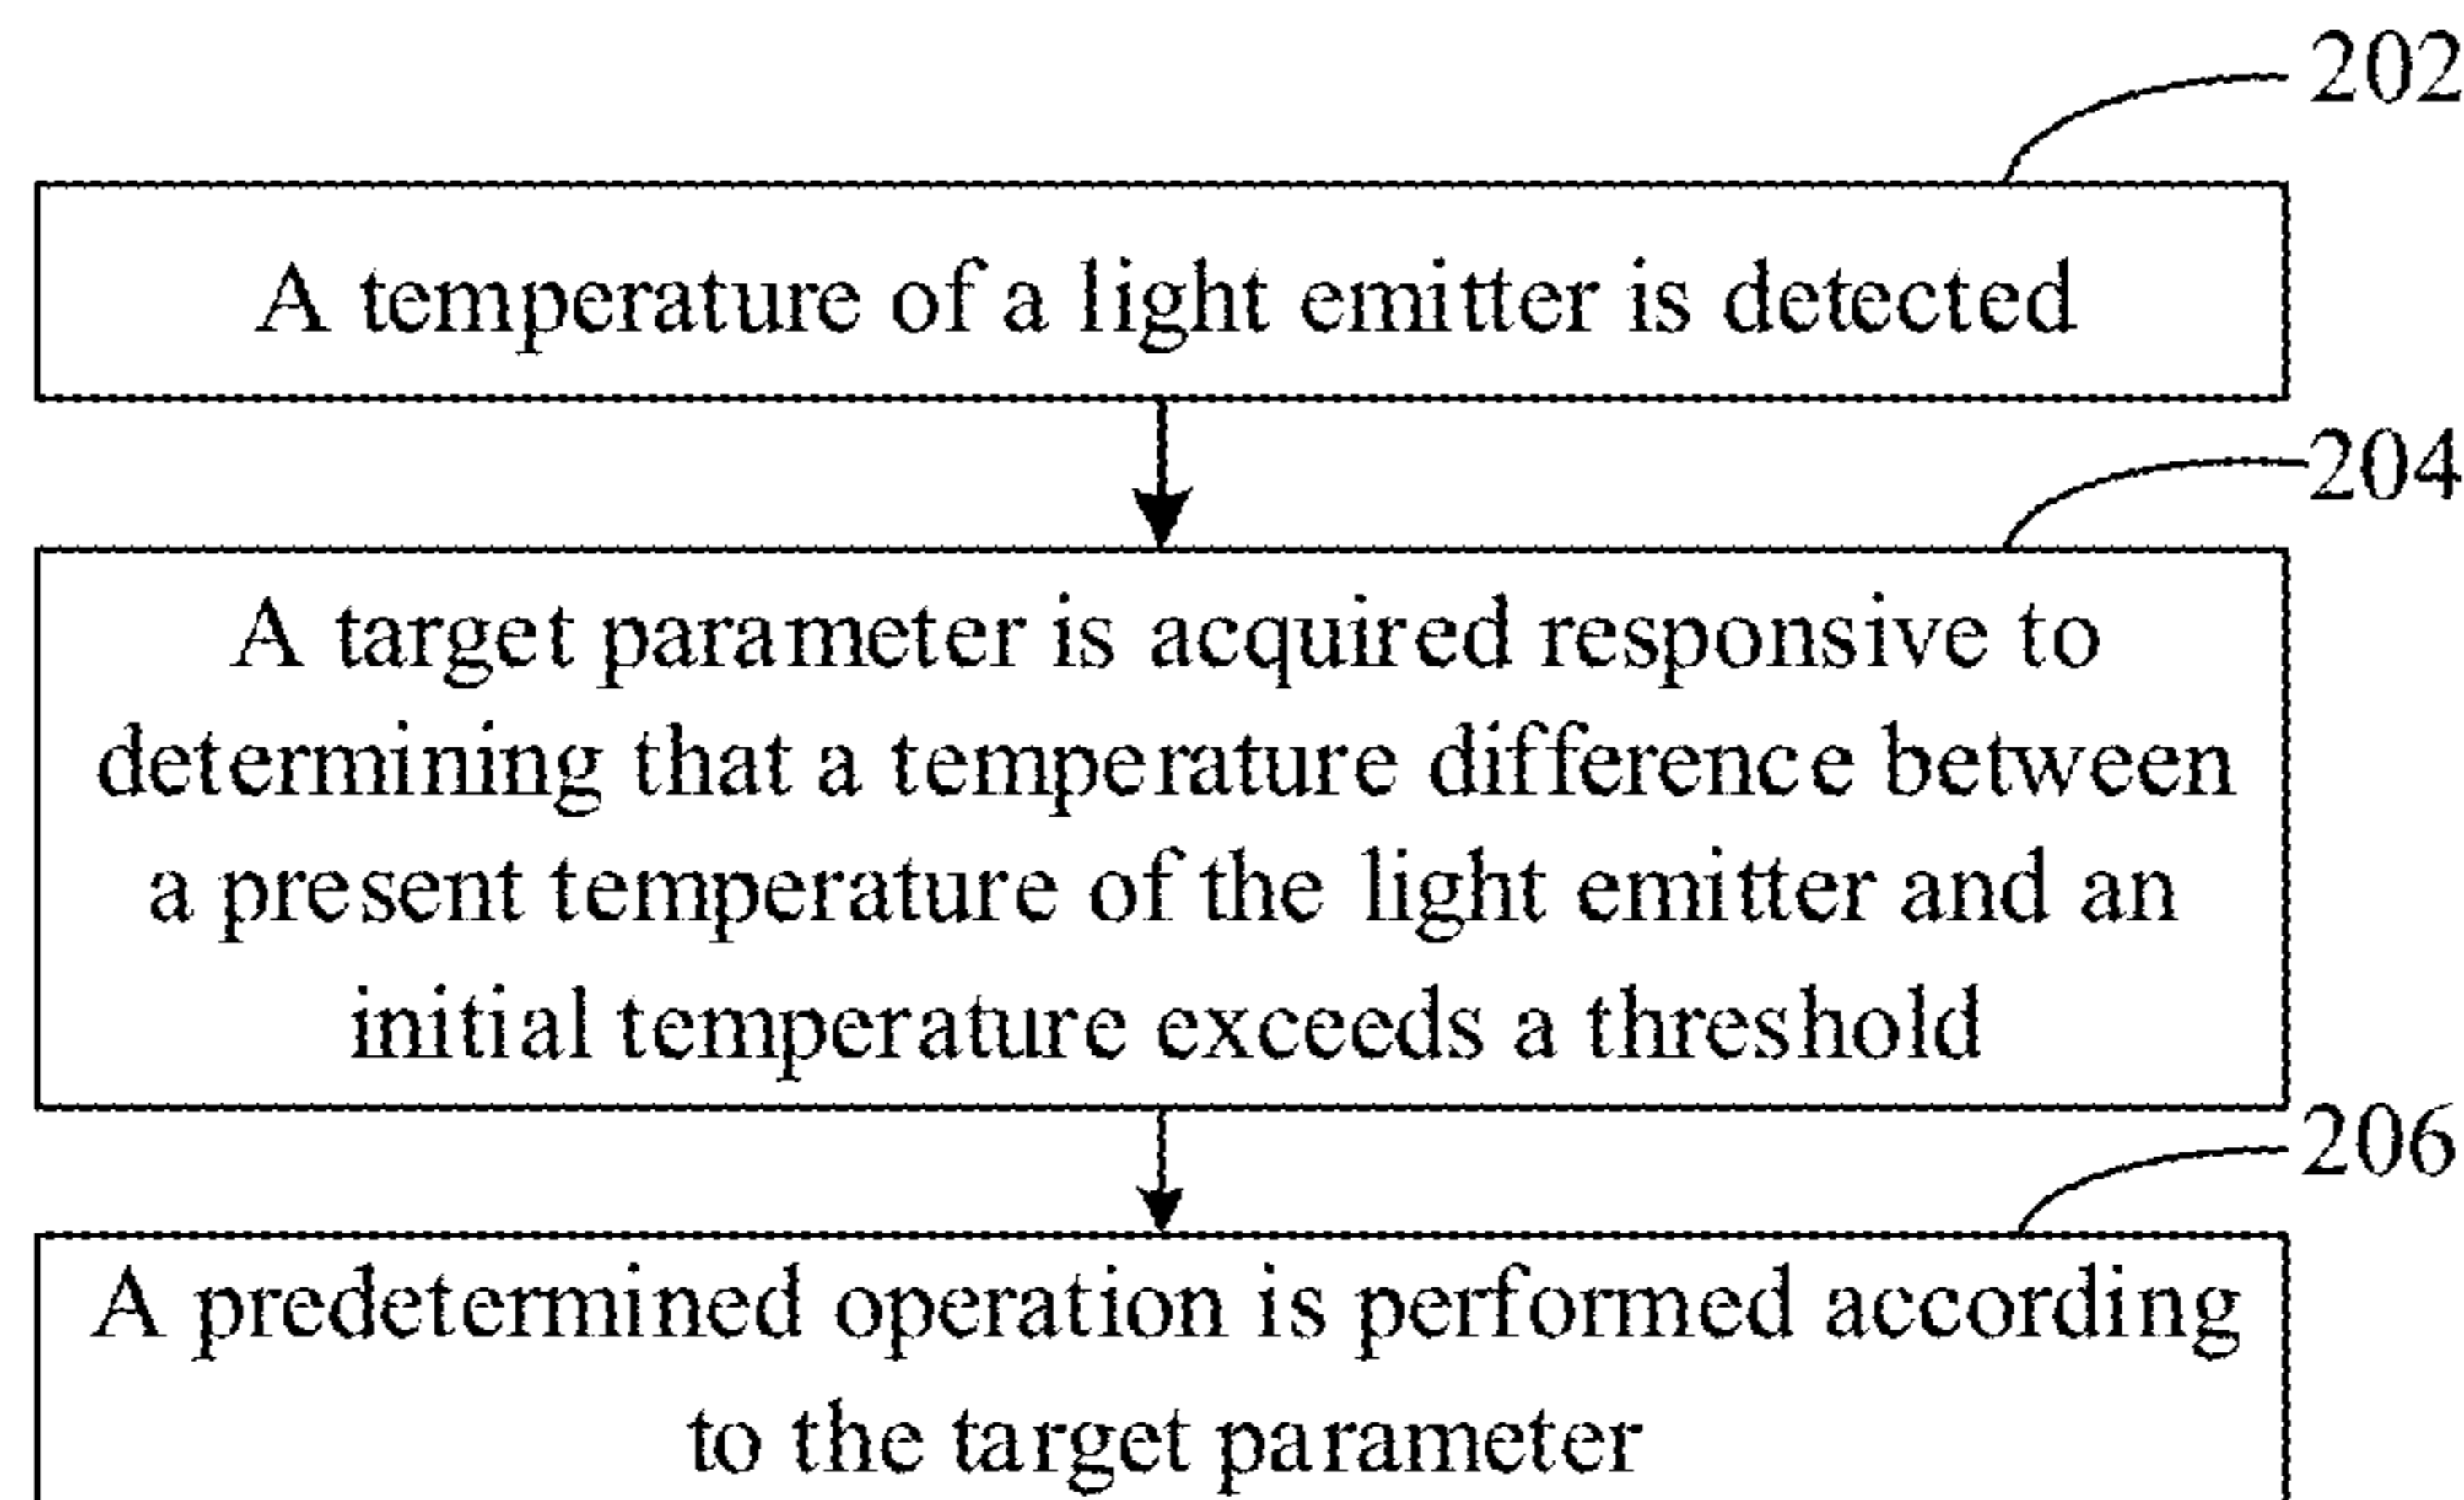 202
A temperature of a light emitter is detected
204
A target parameter is acquired responsive to
determining that a temperature difference between
a present temperature of the light emitter and an
initial temperature exceeds a threshold
206
A predetermined operation is performed according
to the target parameter